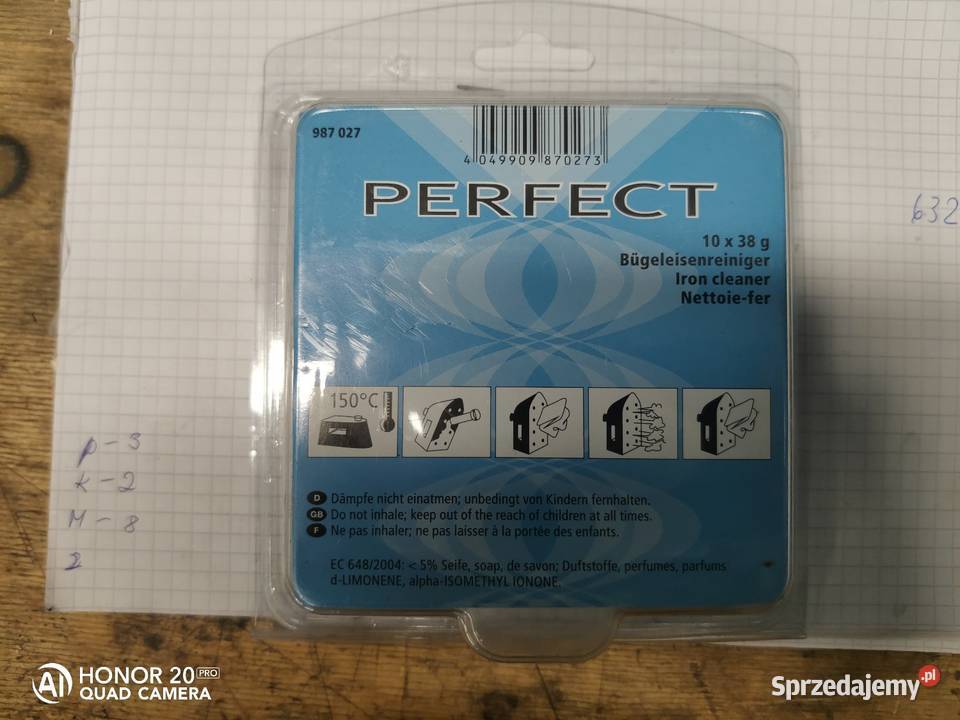 987 027
4 049909 870273
PERFECT
10 x 38 g
Bügeleisenreiniger
Iron cleaner
Nettoie-fer
632
150°C
p - 3
K - 2
M - 8
2
D Dämpfe nicht einatmen; unbedingt von Kindern fernhalten.
GB Do not inhale; keep out of the reach of children at all times.
F Ne pas inhaler; ne pas laisser à la portée des enfants.
EC 648/2004: < 5% Seife, soap, de savon; Duftstoffe, perfumes, parfums
d-LIMONENE, alpha-ISOMETHYL IONONE.
AI HONOR 20 PRO
QUAD CAMERA
Sprzedajemy.pl